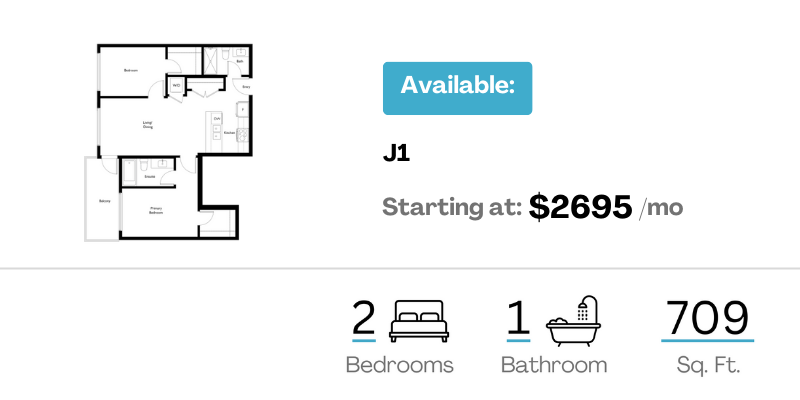 Bedroom
Bath
W/D
Entry
Living/
Dining
Kitchen
Ensuite
Balcony
Primary
Bedroom
Available:
J1
Starting at: $2695 /mo
2
Bedrooms
1
Bathroom
709
Sq. Ft.